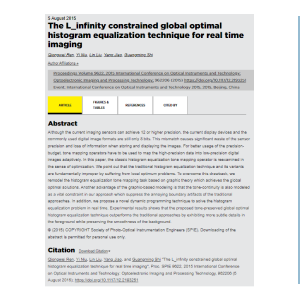 5 August 2015
The L_infinity constrained global optimal
histogram equalization technique for real time
imaging
Qiongwei Ren, Yi Niu, Lin Liu, Yang Jiao, Guangming Shi
Author Affiliations +
Proceedings Volume 9622, 2015 International Conference on Optical Instruments and Technology:
Optoelectronic Imaging and Processing Technology;
Event: International Conference on Optical Instruments and Technology 2015, 2015, Beijing, China
ARTICLE
FIGURES &
TABLES
REFERENCES
CITED BY
Abstract
Although the current imaging sensors can achieve 12 or higher precision, the current display devices and the
commonly used digital image formats are still only 8 bits. This mismatch causes significant waste of the sensor
precision and loss of information when storing and displaying the images. For better usage of the precision-
budget, tone mapping operators have to be used to map the high-precision data into low-precision digital
images adaptively. In this paper, the classic histogram equalization tone mapping operator is reexamined in
the sense of optimization. We point out that the traditional histogram equalization technique and its variants
are fundamentally improper by suffering from local optimum problems. To overcome this drawback, we
remodel the histogram equalization tone mapping task based on graphic theory which achieves the global
optimal solutions. Another advantage of the graphic-based modeling is that the tone-continuity is also modeled
as a vital constraint in our approach which suppress the annoying boundary artifacts of the traditional
approaches. In addition, we propose a novel dynamic programming technique to solve the histogram
equalization problem in real time. Experimental results shows that the proposed tone-preserved global optimal
histogram equalization technique outperforms the traditional approaches by exhibiting more subtle details in
the foreground while preserving the smoothness of the background.
© (2015) COPYRIGHT Society of Photo-Optical Instrumentation Engineers (SPIE). Downloading of the
abstract is permitted for personal use only.
Citation Download Citation
Qiongwei Ren, Yi Niu, Lin Liu, Yang Jiao, and Guangming Shi "The L_infinity constrained global optimal
histogram equalization technique for real time imaging", Proc. SPIE 9622, 2015 International Conference
on Optical Instruments and Technology: Optoelectronic Imaging and Processing Technology, (5
August 2015);